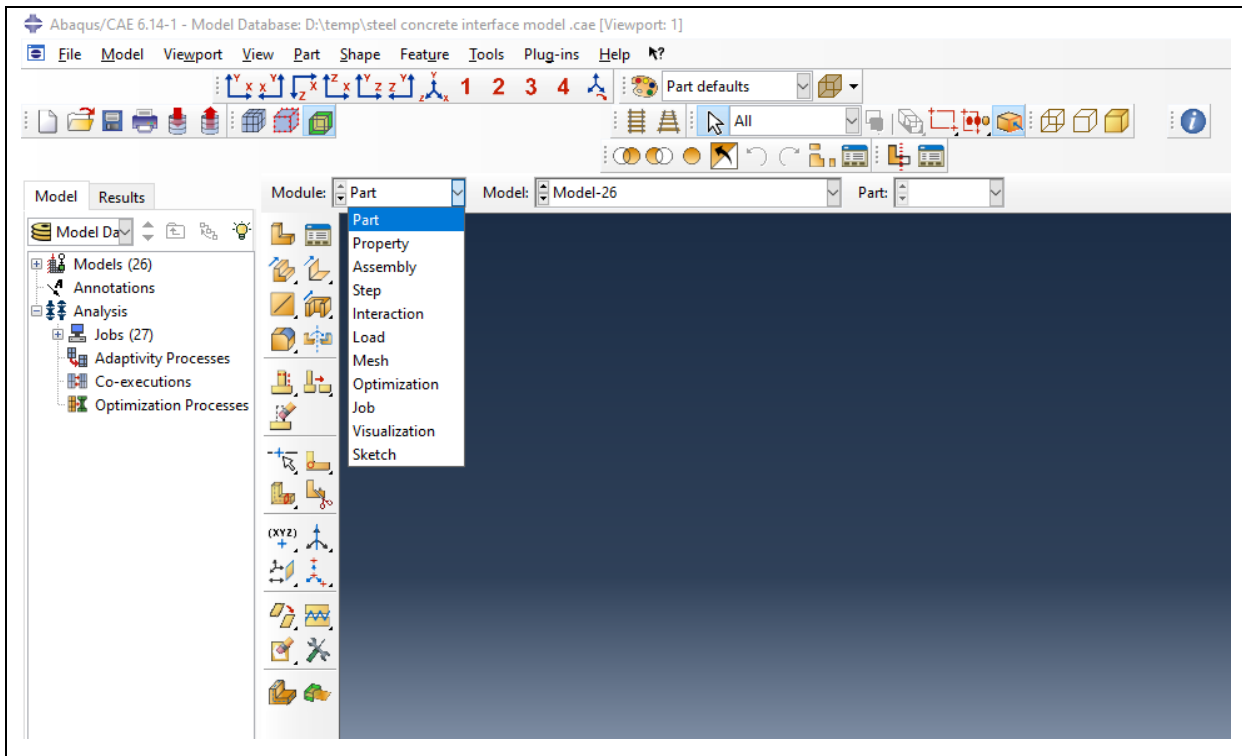 Abaqus/CAE 6.14-1 - Model Database: D:\temp\steel concrete interface model .cae [Viewport: 1]
File Model Viewport View Part Shape Feature Tools Plug-ins Help
1 2 3 4 Part defaults
All
Model Results Module: Part Model: Model-26 Part:
Model Da
Models (26)
Annotations
Analysis
Jobs (27)
Adaptivity Processes
Co-executions
Optimization Processes
Part
Property
Assembly
Step
Interaction
Load
Mesh
Optimization
Job
Visualization
Sketch
(XYZ)